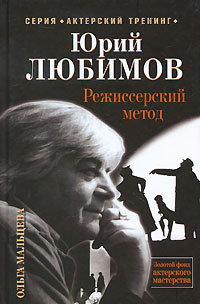 СЕРИЯ • АКТЕРСКИЙ ТРЕНИНГ •
Юрий
ЛЮБИМОВ
Режиссерский
метод
ОЛЬГА МАЛЬЦЕВА
Золотой фонд
актерского
мастерства